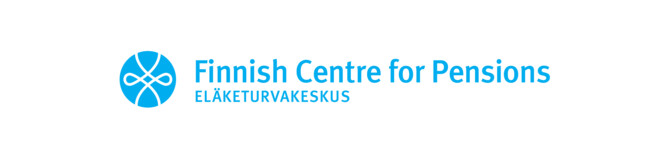 Finnish Centre for Pensions
ELÄKETURVAKESKUS